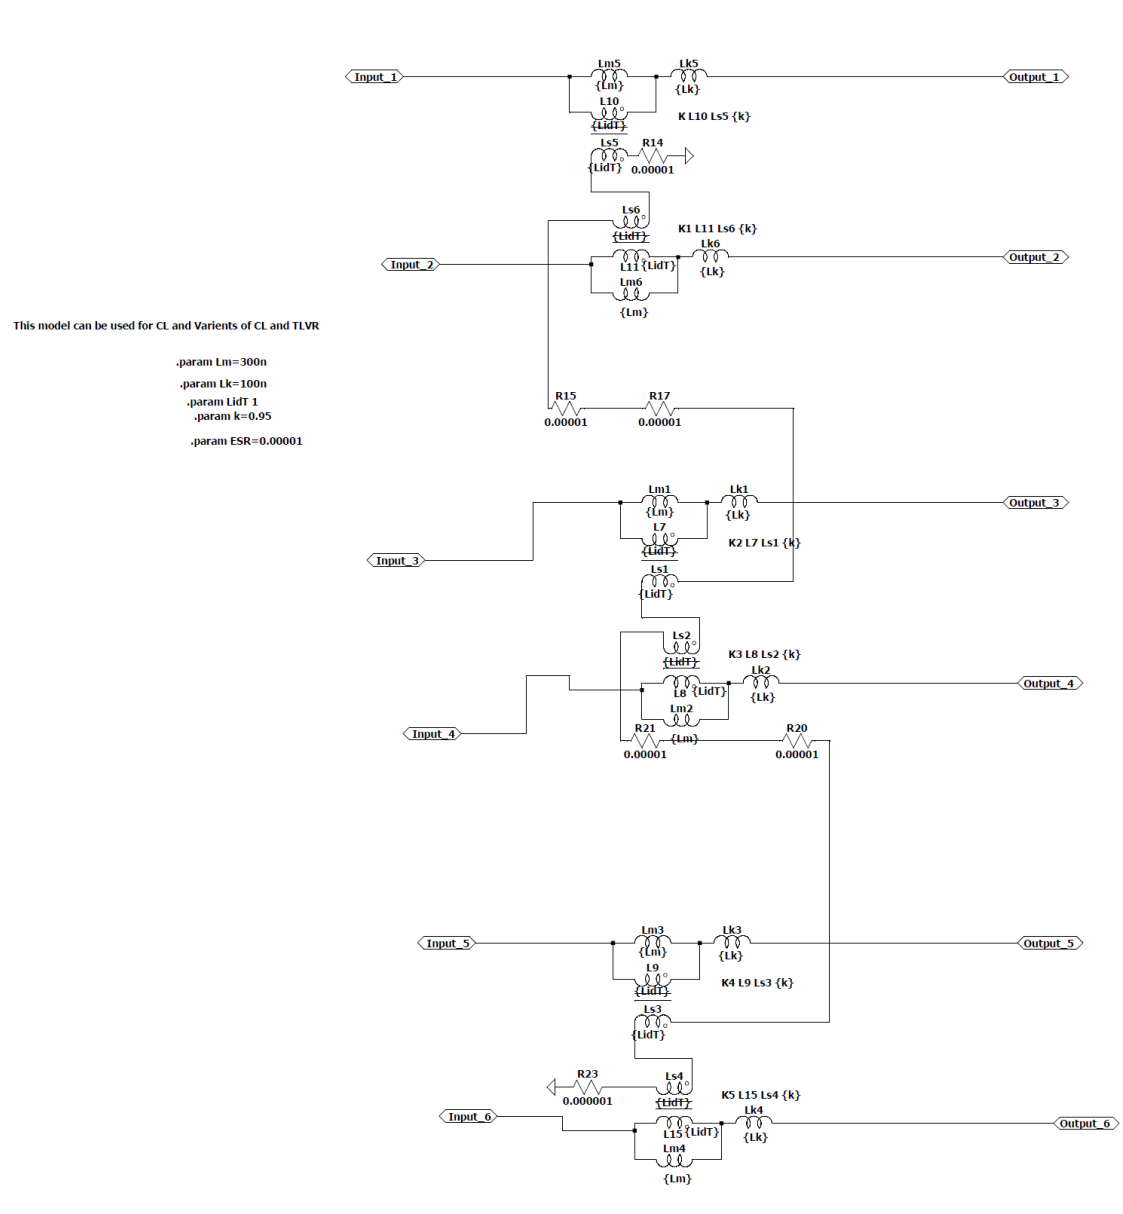 Lm5 Lk5
Input_1 Output_1
{Lm} {Lk}
L10
K L10 Ls5 {k}
{LidT}
Ls5 R14
{LidT} 0.00001
Ls6
K1 L11 Ls6 {k}
{LidT} Lk6
Input_2 L11 {LidT} Output_2
{Lk}
Lm6
{Lm}
This model can be used for CL and Varients of CL and TLVR
.param Lm=300n
.param Lk=100n
.param LidT 1
.param k=0.95
.param ESR=0.00001
R15 R17
0.00001 0.00001
Lm1 Lk1
Output_3
{Lm} {Lk}
L7
K2 L7 Ls1 {k}
{LidT}
Input_3
Ls1
{LidT}
Ls2
K3 L8 Ls2 {k}
{LidT} Lk2
Output_4
L8 {LidT} {Lk}
Lm2
Input_4 R21 {Lm} R20
0.00001 0.00001
Lm3 Lk3
Input_5 Output_5
{Lm} {Lk}
L9
K4 L9 Ls3 {k}
{LidT}
Ls3
{LidT}
R23 Ls4
K5 L15 Ls4 {k}
0.000001 {LidT}
Lk4
Input_6 Output_6
L15 {LidT} {Lk}
Lm4
{Lm}